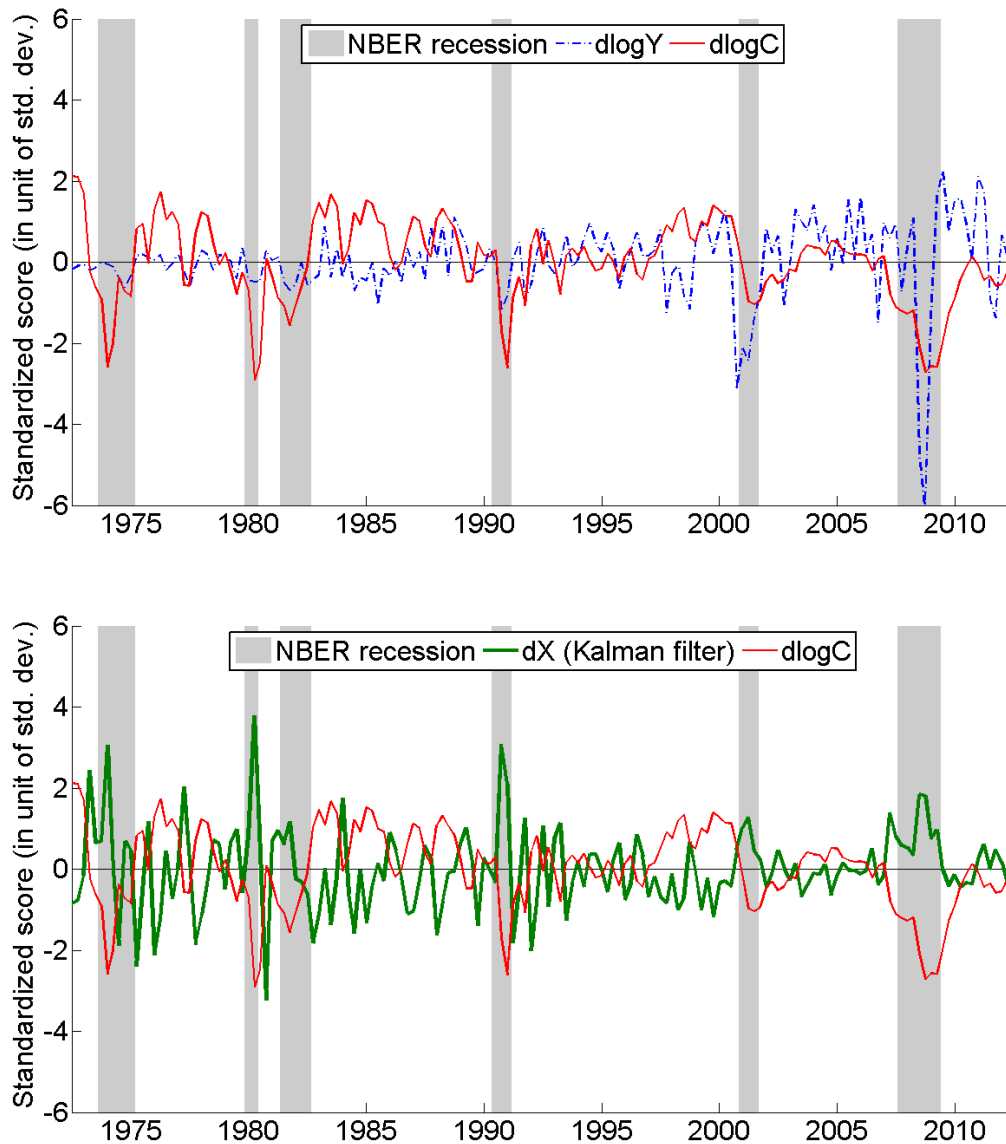 Standardized score (in unit of std. dev.)
6
NBER recession dlogY dlogC
4
2
0
-2
-4
-6
1975 1980 1985 1990 1995 2000 2005 2010
Standardized score (in unit of std. dev.)
6
NBER recession dX (Kalman filter) dlogC
4
2
0
-2
-4
-6
1975 1980 1985 1990 1995 2000 2005 2010